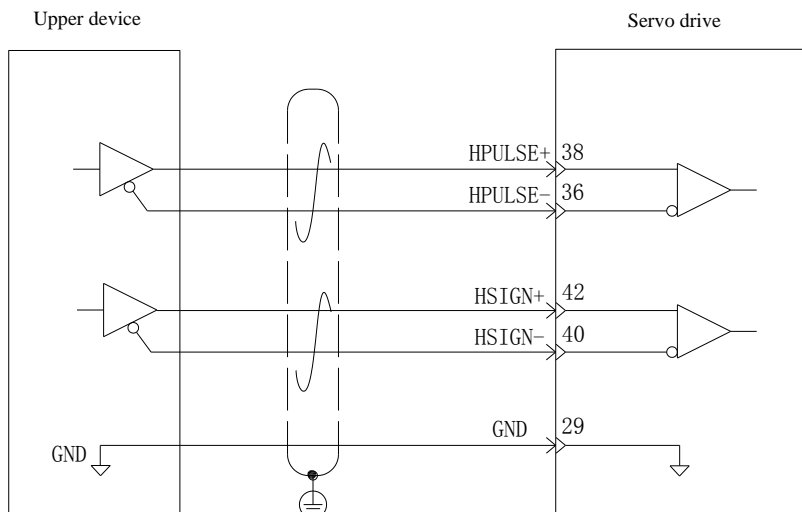 Upper device
Servo drive
HPULSE+ 38
HPULSE- 36
HSIGN+ 42
HSIGN- 40
GND 29
GND